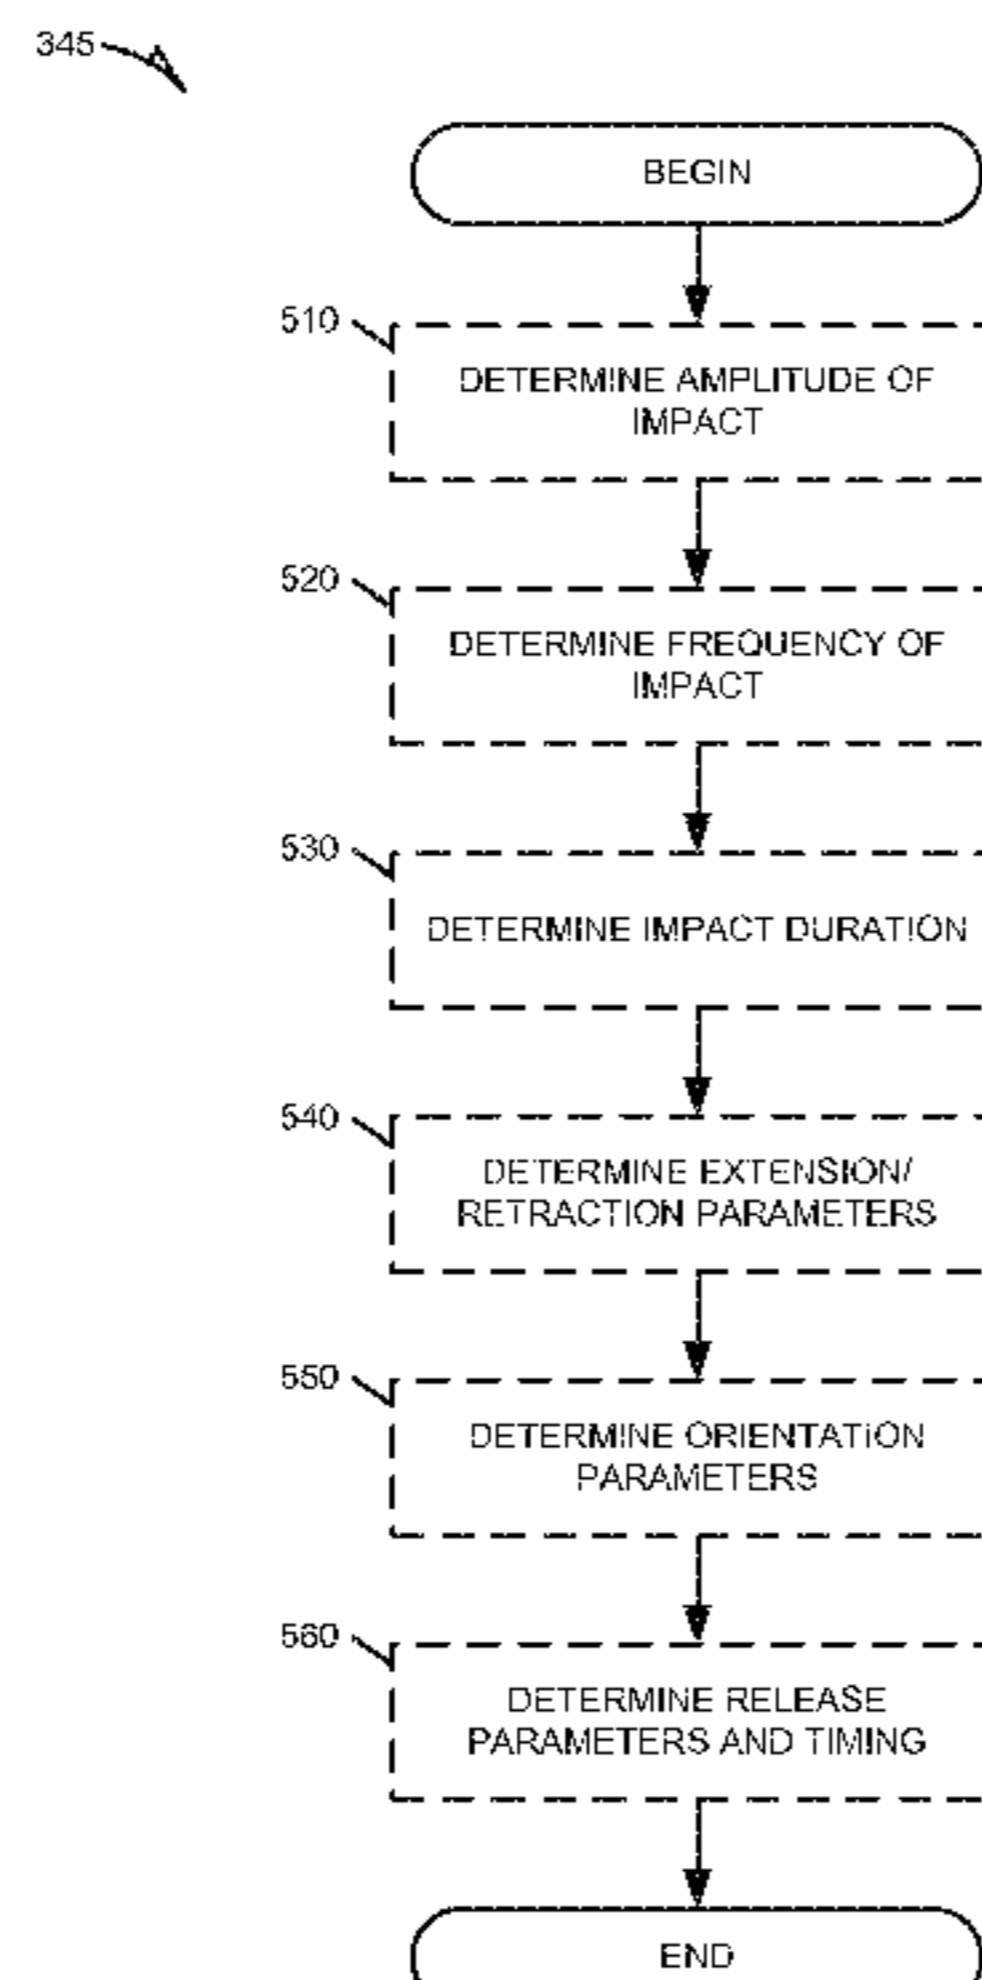 345
BEGIN
510
DETERMINE AMPLITUDE OF
IMPACT
520
DETERMINE FREQUENCY OF
IMPACT
530
DETERMINE IMPACT DURATION
540
DETERMINE EXTENSION/
RETRACTION PARAMETERS
550
DETERMINE ORIENTATION
PARAMETERS
560
DETERMINE RELEASE
PARAMETERS AND TIMING
END